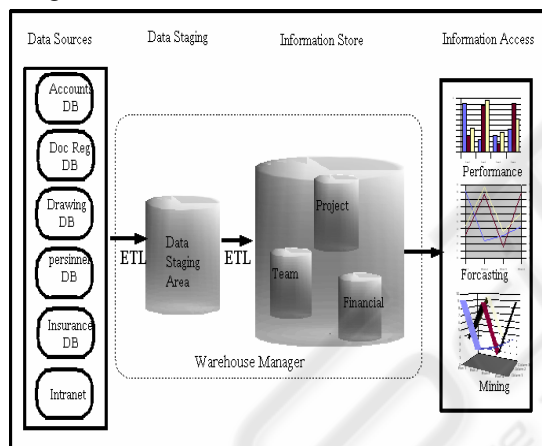 Data Sources
Data Staging
Information Store
Information Access
Accounts
DB
Doc Reg
DB
Drawing
DB
persinnel
DB
Insurance
DB
Intranet
ETL
Data
Staging
Area
ETL
Project
Team
Financial
Warehouse Manager
Performance
Forcasting
Mining